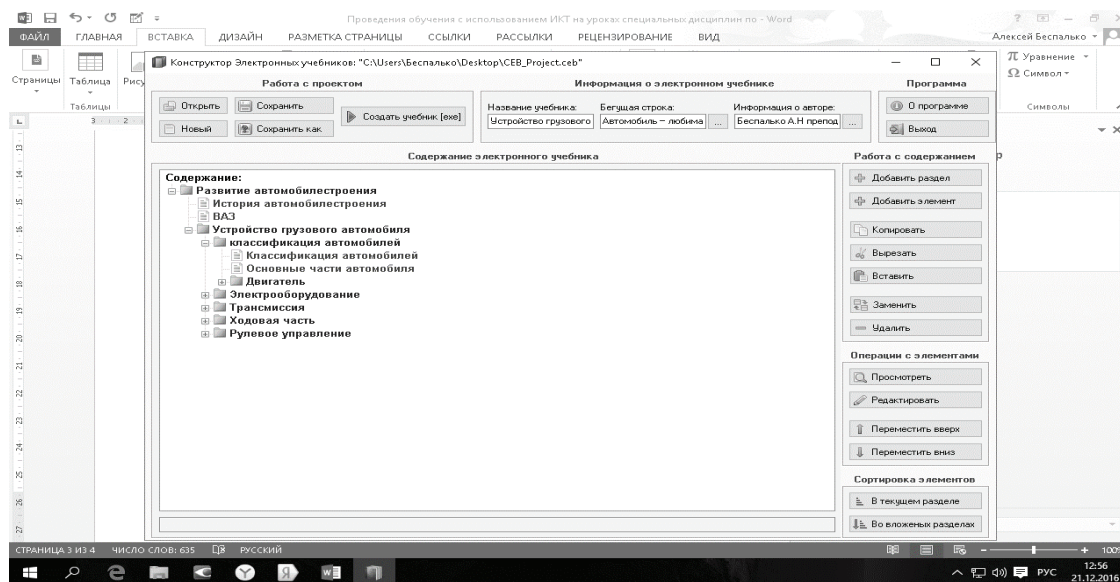 Проведения обучения с использованием ИКТ на уроках специальных дисциплин по - Word
ФАЙЛ ГЛАВНАЯ ВСТАВКА ДИЗАЙН РАЗМЕТКА СТРАНИЦЫ ССЫЛКИ РАССЫЛКИ РЕЦЕНЗИРОВАНИЕ ВИД Алексей Беспалько
Страницы Таблица Рису
Таблицы
π Уравнение
Ω Символ
Символы
Конструктор Электронных учебников: "C:\Users\Беспалько\Desktop\CEB_Project.ceb"
Работа с проектом
Открыть Сохранить
Новый Сохранить как
Создать учебник [exe]
Информация о электронном учебнике
Название учебника: Бегущая строка: Информация о авторе:
Устройство грузового Автомобиль – любима ... Беспалько А.Н препод ...
Программа
О программе
Выход
Содержание электронного учебника
Содержание:
Развитие автомобилестроения
История автомобилестроения
ВАЗ
Устройство грузового автомобиля
классификация автомобилей
Классификация автомобилей
Основные части автомобиля
Двигатель
Электрооборудование
Трансмиссия
Ходовая часть
Рулевое управление
Работа с содержанием
Добавить раздел
Добавить элемент
Копировать
Вырезать
Вставить
Заменить
Удалить
Операции с элементами
Просмотреть
Редактировать
Переместить вверх
Переместить вниз
Сортировка элементов
В текущем разделе
Во вложеных разделах
СТРАНИЦА 3 ИЗ 4 ЧИСЛО СЛОВ: 635 РУССКИЙ
РУС 12:56
21.12.2016